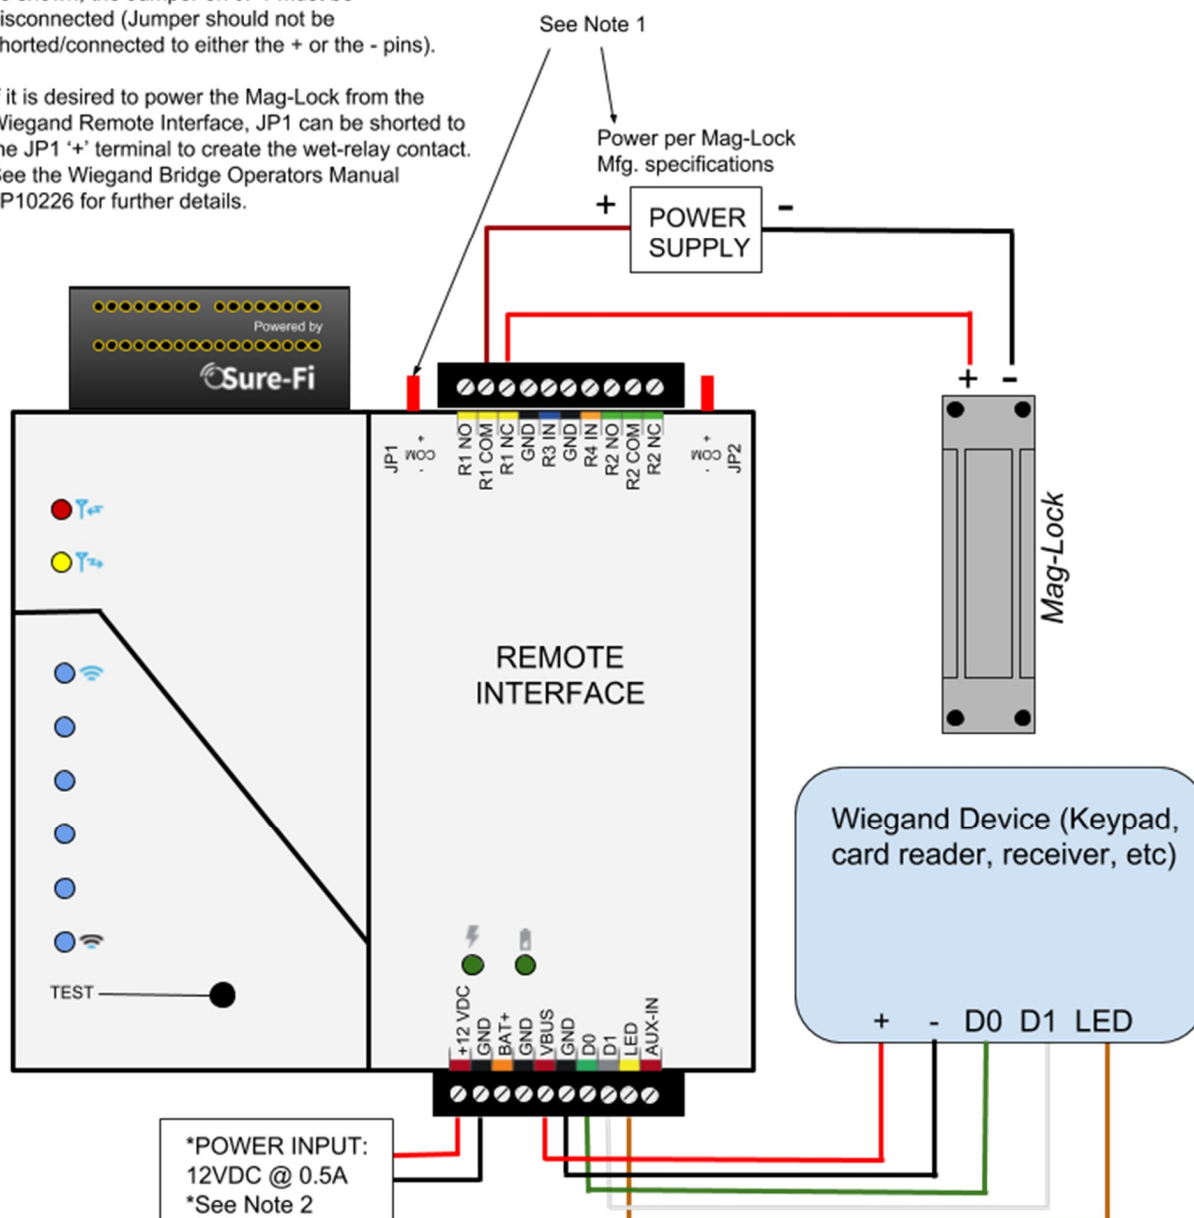 disconnected (Jumper should not be
shorted/connected to either the + or the - pins).
it is desired to power the Mag-Lock from the
Wiegand Remote Interface, JP1 can be shorted to
the JP1 '+' terminal to create the wet-relay contact.
See the Wiegand Bridge Operators Manual
P10226 for further details.
See Note 1
Power per Mag-Lock
Mfg. specifications
+
POWER
SUPPLY
-
Powered by
Sure-Fi
+ -
JP1
+
COM
-
R1 NO
R1 COM
R1 NC
GND
R3 IN
GND
R4 IN
R2 NO
R2 COM
R2 NC
+
COM
-
JP2
Mag-Lock
REMOTE
INTERFACE
Wiegand Device (Keypad,
card reader, receiver, etc)
+ - D0 D1 LED
TEST
+12 VDC
GND
BAT+
GND
VBUS
GND
D0
D1
LED
AUX-IN
*POWER INPUT:
12VDC @ 0.5A
*See Note 2